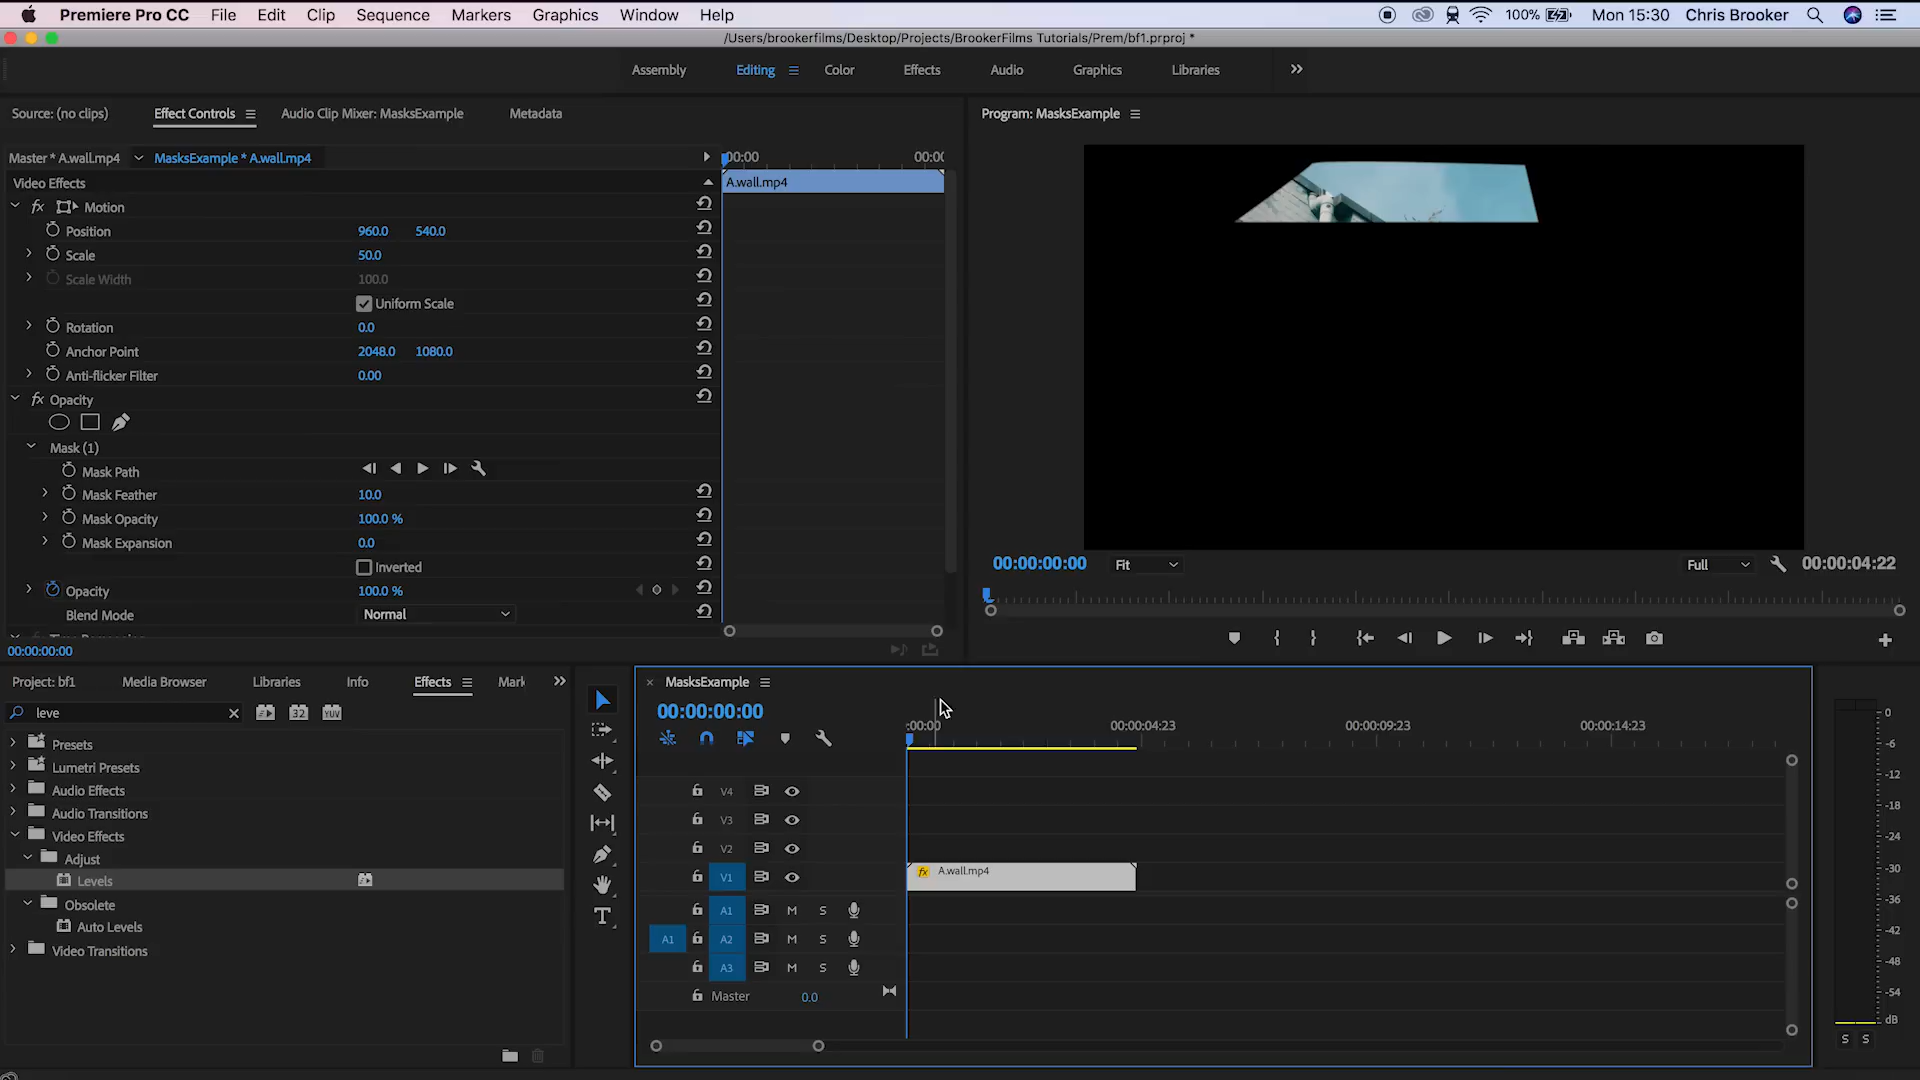 Premiere Pro CC File Edit Clip Sequence Markers Graphics Window Help 100% Mon 15:30 Chris Brooker
/Users/brookerfilms/Desktop/Projects/BrookerFilms Tutorials/Prem/bf1.prproj *
Assembly Editing Color Effects Audio Graphics Libraries
Source: (no clips) Effect Controls Audio Clip Mixer: MasksExample Metadata
Program: MasksExample
Master * A.wall.mp4 MasksExample * A.wall.mp4
:00:00 00:0
Video Effects
A.wall.mp4
fx Motion
Position 960.0 540.0
Scale 50.0
Scale Width 100.0
Uniform Scale
Rotation 0.0
Anchor Point 2048.0 1080.0
Anti-flicker Filter 0.00
fx Opacity
Mask (1)
Mask Path
Mask Feather 10.0
Mask Opacity 100.0 %
Mask Expansion 0.0
Inverted
Opacity 100.0 %
Blend Mode Normal
00:00:00:00
00:00:00:00 Fit Full 00:00:04:22
Project: bf1 Media Browser Libraries Info Effects Mark
leve 32 YUV
Presets
Lumetri Presets
Audio Effects
Audio Transitions
Video Effects
Adjust
Levels
Obsolete
Auto Levels
Video Transitions
MasksExample
00:00:00:00
:00:00 00:00:04:23 00:00:09:23 00:00:14:23
V4
V3
V2
V1 fx A.wall.mp4
A1 M S
A1 A2 M S
A3 M S
Master 0.0
0
-6
-12
-18
-24
-30
-36
-42
-48
-54
dB
S S